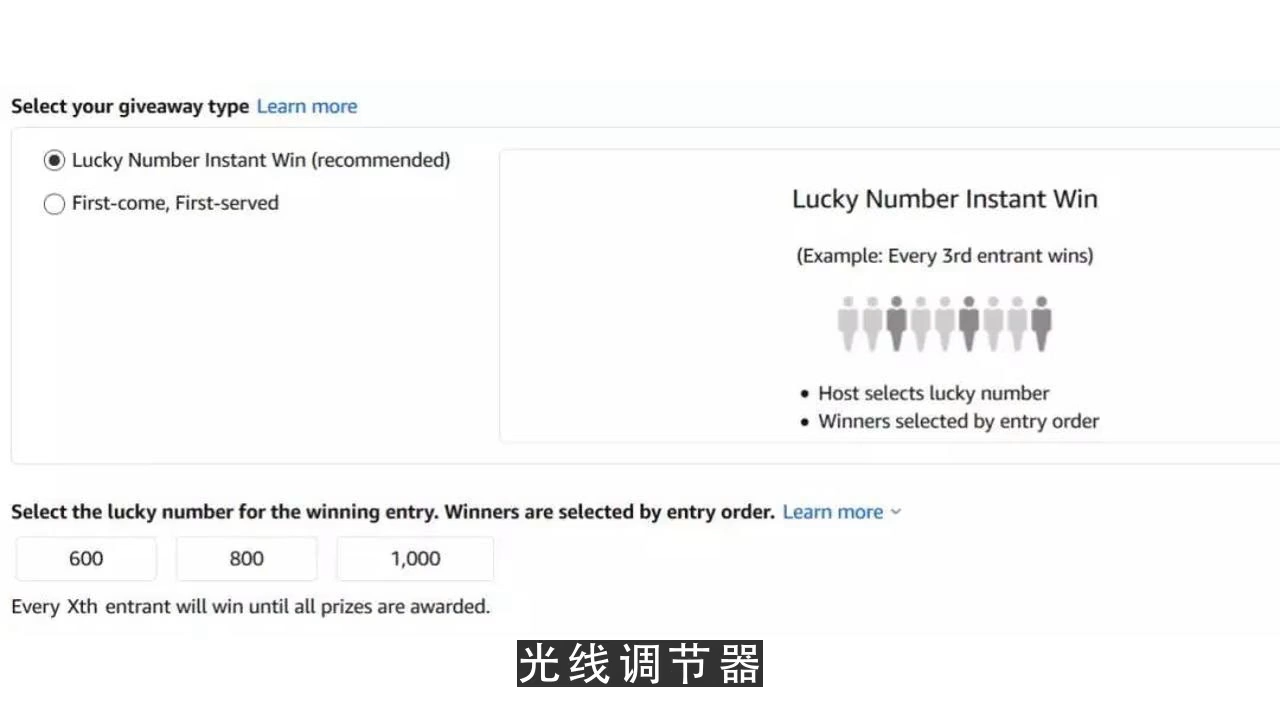 Select your giveaway type Learn more
Lucky Number Instant Win (recommended)
First-come, First-served
Lucky Number Instant Win
(Example: Every 3rd entrant wins)
• Host selects lucky number
• Winners selected by entry order
Select the lucky number for the winning entry. Winners are selected by entry order. Learn more
600 800 1,000
Every Xth entrant will win until all prizes are awarded.
光线调节器